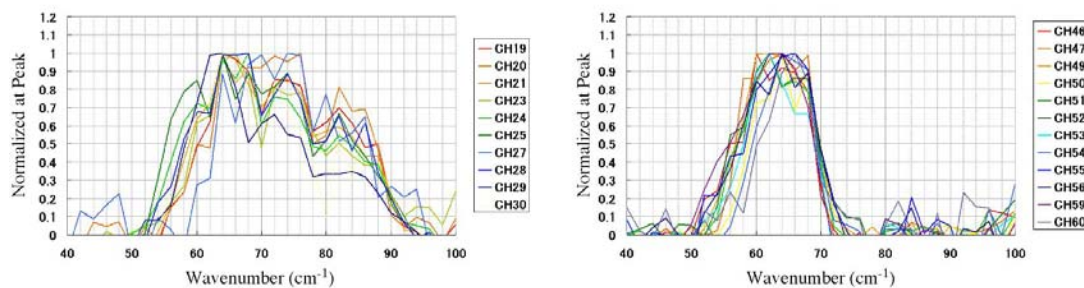 1.2
1.1
1
0.9
0.8
0.7
0.6
0.5
0.4
0.3
0.2
0.1
0
Normalized at Peak
40 50 60 70 80 90 100
Wavenumber (cm-1)
CH19
CH20
CH21
CH23
CH24
CH25
CH27
CH28
CH29
CH30
1.2
1.1
1
0.9
0.8
0.7
0.6
0.5
0.4
0.3
0.2
0.1
0
Normalized at Peak
40 50 60 70 80 90 100
Wavenumber (cm-1)
CH46
CH47
CH49
CH50
CH51
CH52
CH53
CH54
CH55
CH56
CH59
CH60